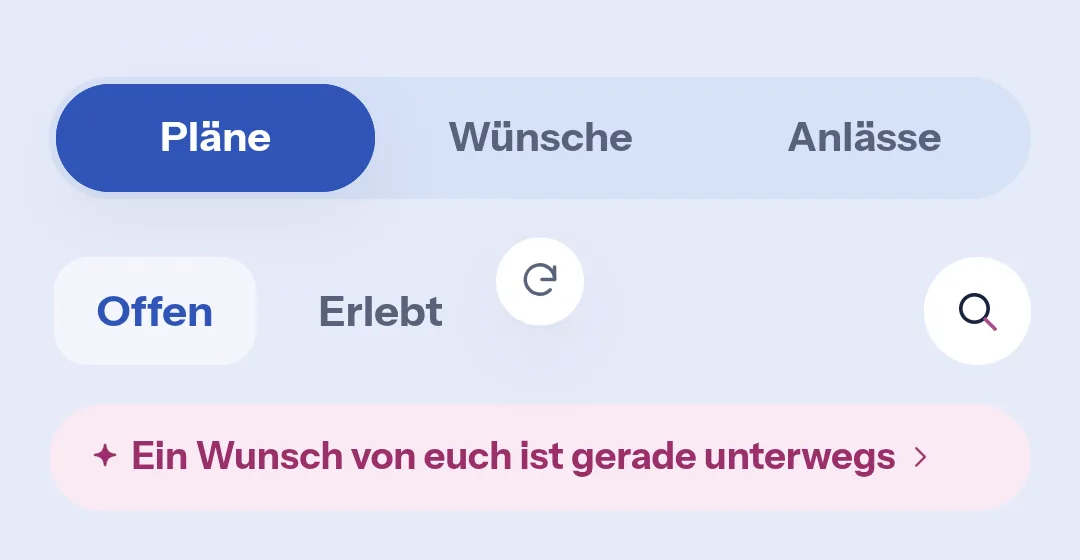 Pläne Wünsche Anlässe
Offen Erlebt
Ein Wunsch von euch ist gerade unterwegs